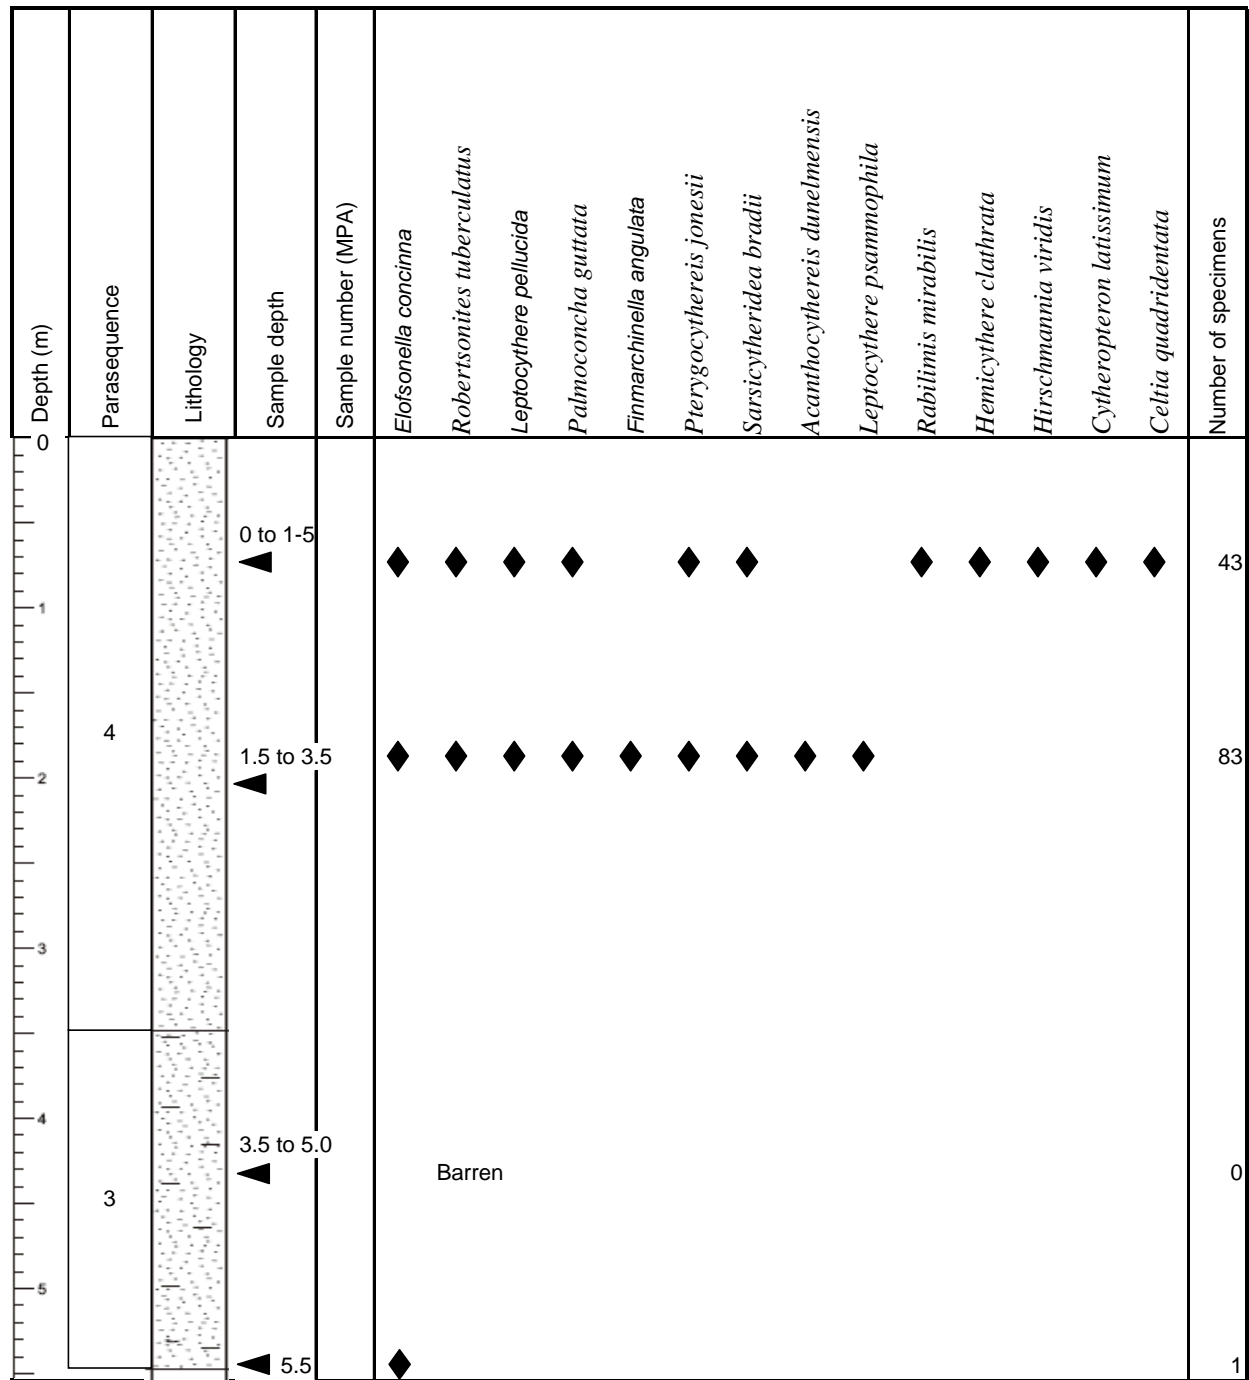 Depth (m)
Parasequence
Lithology
Sample depth
Sample number (MPA)
Elofsonella concinna
Robertsonites tuberculatus
Leptocythere pellucida
Palmoconcha guttata
Finmarchinella angulata
Pterygocythereis jonesii
Sarsicytheridea bradii
Acanthocythereis dunelmensis
Leptocythere psammophila
Rabilimis mirabilis
Hemicythere clathrata
Hirschmannia viridis
Cytheropteron latissimum
Celtia quadridentata
Number of specimens
0
0 to 1-5
43
1
4
1.5 to 3.5
83
2
3
4
3.5 to 5.0
Barren
0
3
5
5.5
1